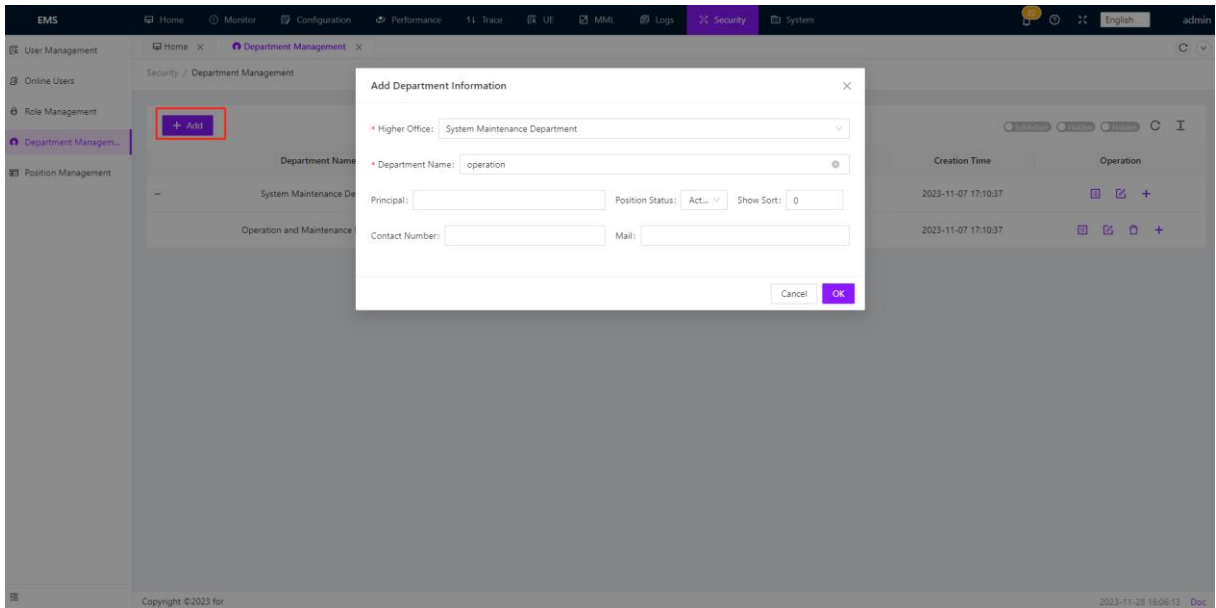 EMS Home Monitor Configuration Performance Trace UE MML Logs Security System English admin
User Management
Home Department Management
Online Users
Security / Department Management
Role Management
Department Managem...
Position Management
+ Add
Department Name
Creation Time
Operation
System Maintenance De
2023-11-07 17:10:37
Operation and Maintenance
2023-11-07 17:10:37
Add Department Information
* Higher Office: System Maintenance Department
* Department Name: operation
Principal: Position Status: Act... Show Sort: 0
Contact Number: Mail:
Cancel OK
Copyright ©2023 for
2023-11-28 16:06:13 Doc